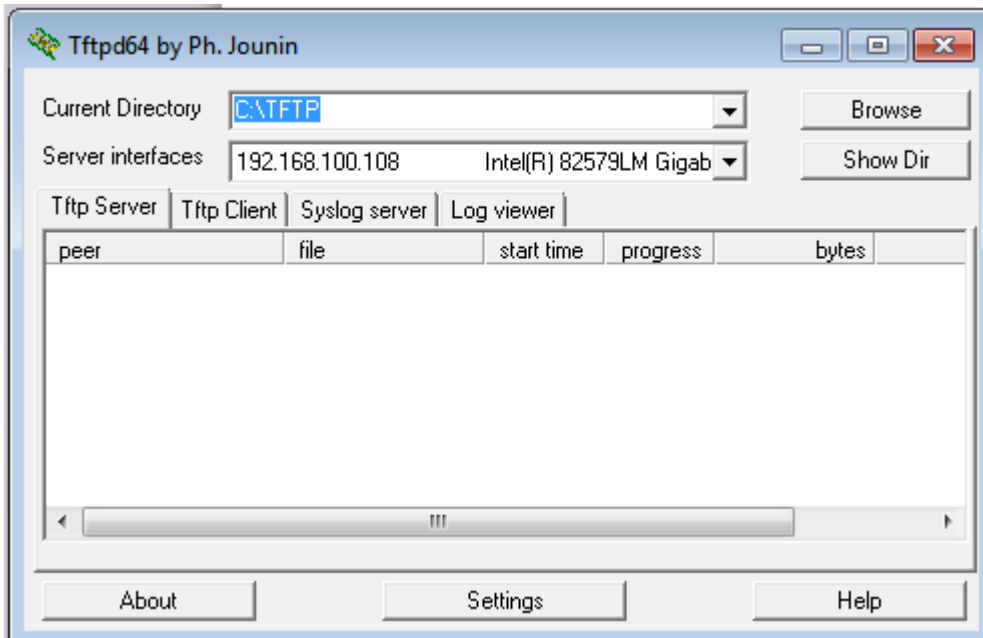 Tftpd64 by Ph. Jounin
Current Directory C:\TFTP Browse
Server interfaces 192.168.100.108 Intel(R) 82579LM Gigab Show Dir
Tftp Server Tftp Client Syslog server Log viewer
peer file start time progress bytes
About Settings Help